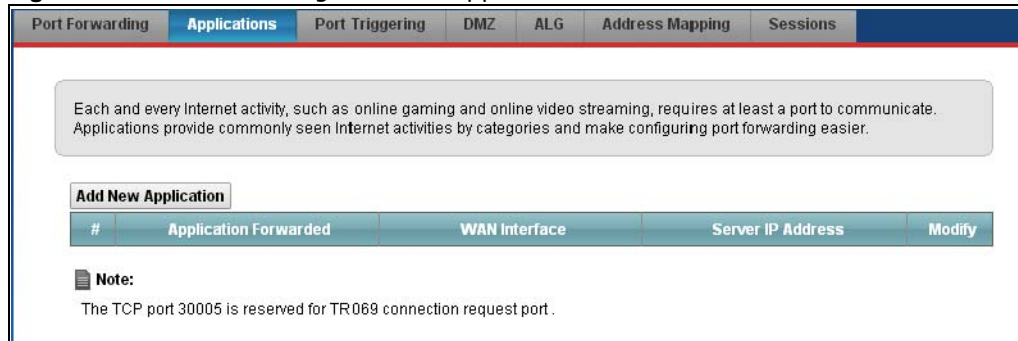 Port Forwarding Applications Port Triggering DMZ ALG Address Mapping Sessions
Each and every Internet activity, such as online gaming and online video streaming, requires at least a port to communicate.
Applications provide commonly seen Internet activities by categories and make configuring port forwarding easier.
Add New Application
# Application Forwarded WAN Interface Server IP Address Modify
Note:
The TCP port 30005 is reserved for TR069 connection request port .